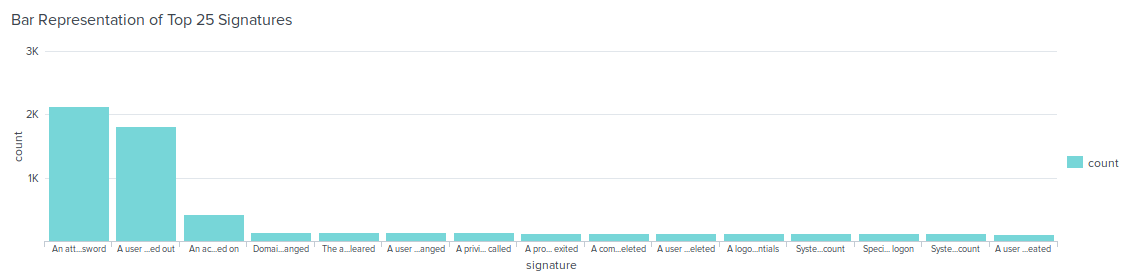 Bar Representation of Top 25 Signatures
3K
2K
1K
count
An att...sword
A user ...ed out
An ac...ed on
Domai...anged
The a...leared
A user ...anged
A privi... called
A pro... exited
A com...eleted
A user ...eleted
A logo...ntials
Syste...count
Speci... logon
Syste...count
A user ...eated
signature
count